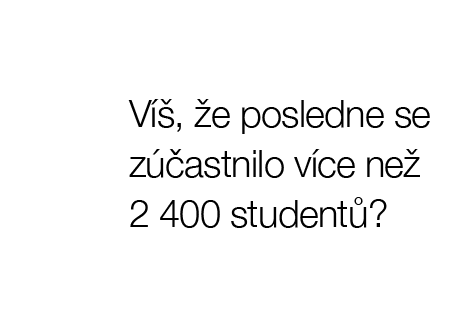 Víš, že posledne se
zúčastnilo více než
2 400 studentů?